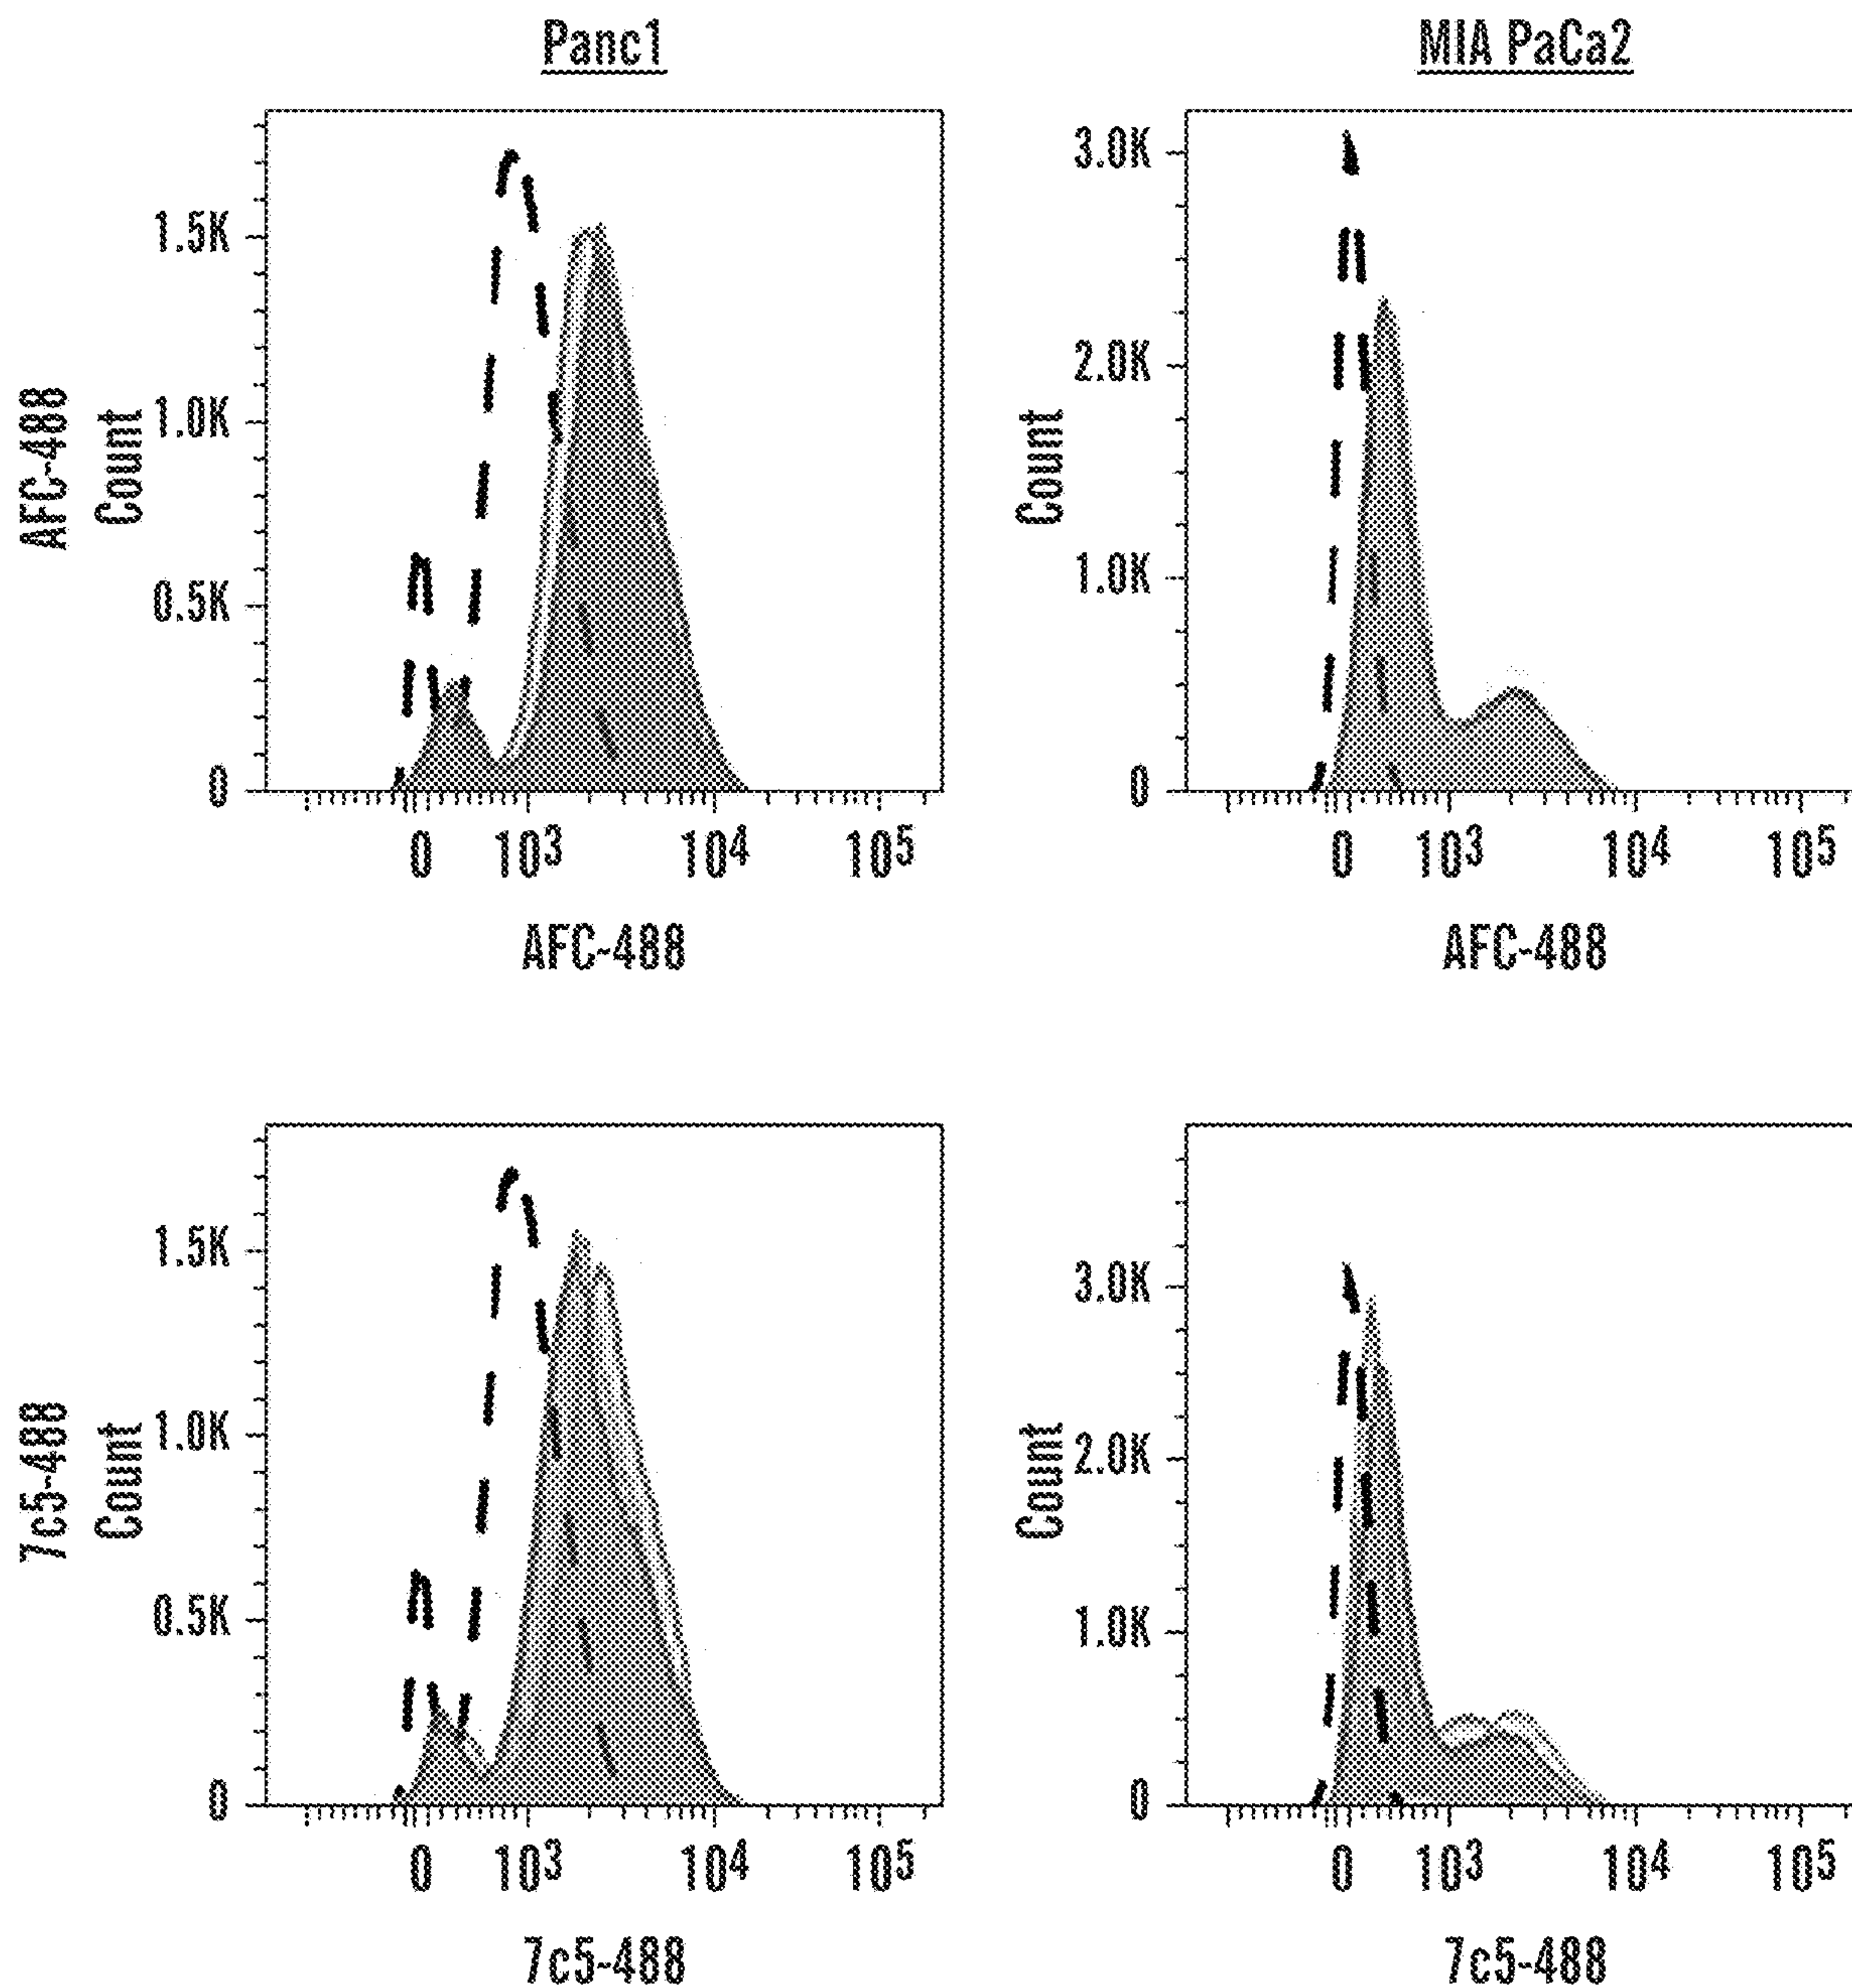 Panc1
MIA PaCa2
AFC-488
Count
1.5K
1.0K
0.5K
0
0 10³ 10⁴ 10⁵
AFC-488
Count
3.0K
2.0K
1.0K
0
0 10³ 10⁴ 10⁵
AFC-488
7c5-488
Count
1.5K
1.0K
0.5K
0
0 10³ 10⁴ 10⁵
7c5-488
Count
3.0K
2.0K
1.0K
0
0 10³ 10⁴ 10⁵
7c5-488